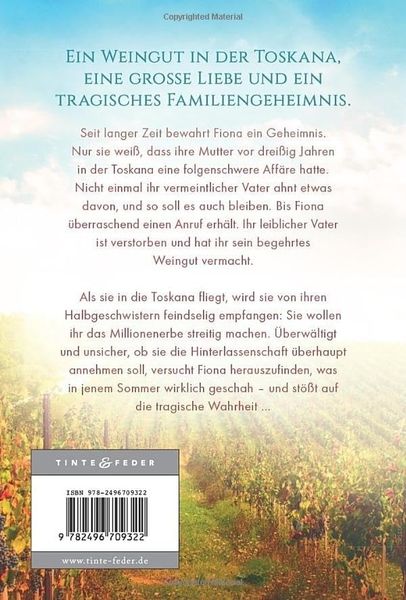 Copyrighted Material
EIN WEINGUT IN DER TOSKANA,
EINE GROSSE LIEBE UND EIN
TRAGISCHES FAMILIENGEHEIMNIS.
Seit langer Zeit bewahrt Fiona ein Geheimnis.
Nur sie weiß, dass ihre Mutter vor dreißig Jahren
in der Toskana eine folgenschwere Affäre hatte.
Nicht einmal ihr vermeintlicher Vater ahnt etwas
davon, und so soll es auch bleiben. Bis Fiona
überraschend einen Anruf erhält. Ihr leiblicher Vater
ist verstorben und hat ihr sein begehrtes
Weingut vermacht.
Als sie in die Toskana fliegt, wird sie von ihren
Halbgeschwistern feindselig empfangen: Sie wollen
ihr das Millionenerbe streitig machen. Überwältigt
und unsicher, ob sie die Hinterlassenschaft überhaupt
annehmen soll, versucht Fiona herauszufinden, was
in jenem Sommer wirklich geschah – und stößt auf
die tragische Wahrheit ...
TINTE & FEDER
ISBN 978-2496709322
9 782496 709322
www.tinte-feder.de
Copyrighted Material